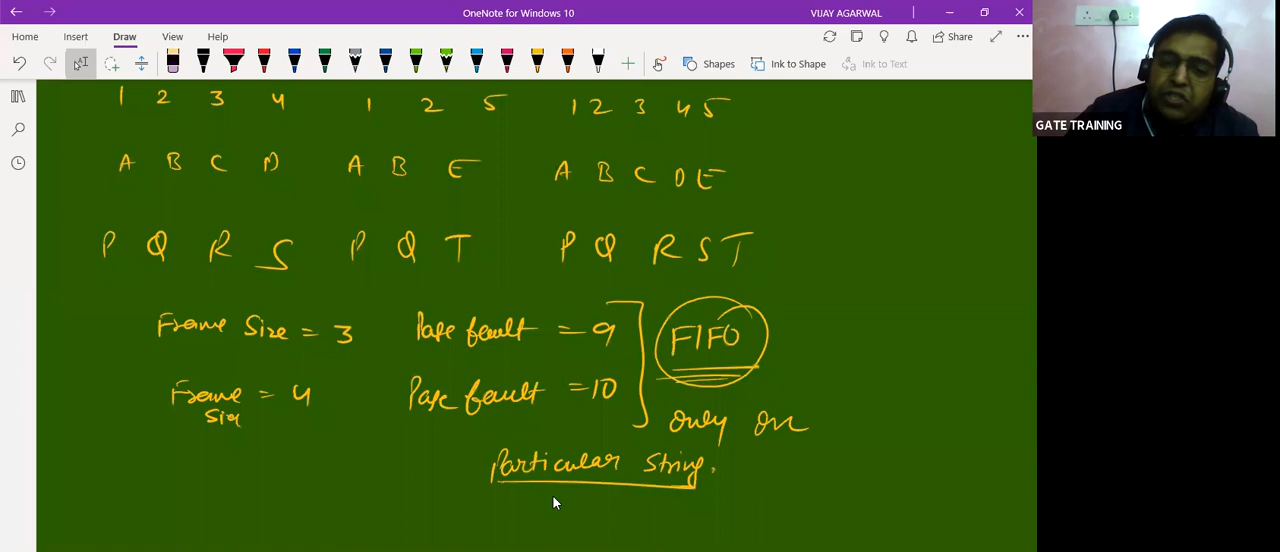 OneNote for Windows 10
VIJAY AGARWAL
Home Insert Draw View Help
Share
Shapes Ink to Shape Ink to Text
GATE TRAINING
1 2 3 4 1 2 5 1 2 3 4 5
A B C D A B E A B C D E
P Q R S P Q T P Q R S T
Frame Size = 3 Page fault = 9
FIFO
Frame Size = 4 Page fault = 10
only on
particular string.